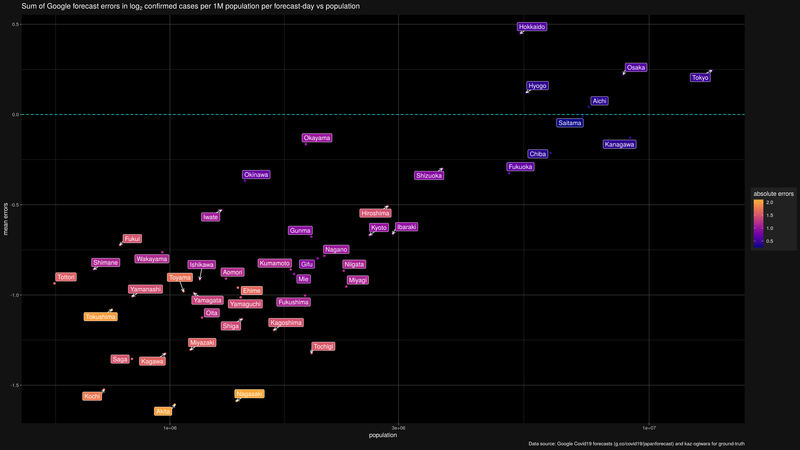 Sum of Google forecast errors in log₂ confirmed cases per 1M population per forecast-day vs population
0.5
Hokkaido
Osaka
Tokyo
Hyogo
Aichi
0.0
Saitama
Okayama
Kanagawa
Chiba
Fukuoka
Okinawa
Shizuoka
absolute errors
2.0
1.5
1.0
0.5
mean errors
-0.5
Iwate
Hiroshima
Gunma
Kyoto
Ibaraki
Fukui
Nagano
Shimane
Wakayama
Ishikawa
Kumamoto
Gifu
Niigata
Tottori
Toyama
Aomori
Mie
Miyagi
-1.0
Yamanashi
Ehime
Yamagata
Yamaguchi
Fukushima
Tokushima
Oita
Shiga
Kagoshima
Miyazaki
Tochigi
Saga
Kagawa
-1.5
Kochi
Nagasaki
Akita
1e+06
3e+06
1e+07
population
Data source: Google Covid19 forecasts (g.co/covid19/japanforecast) and kaz-ogiwara for ground-truth